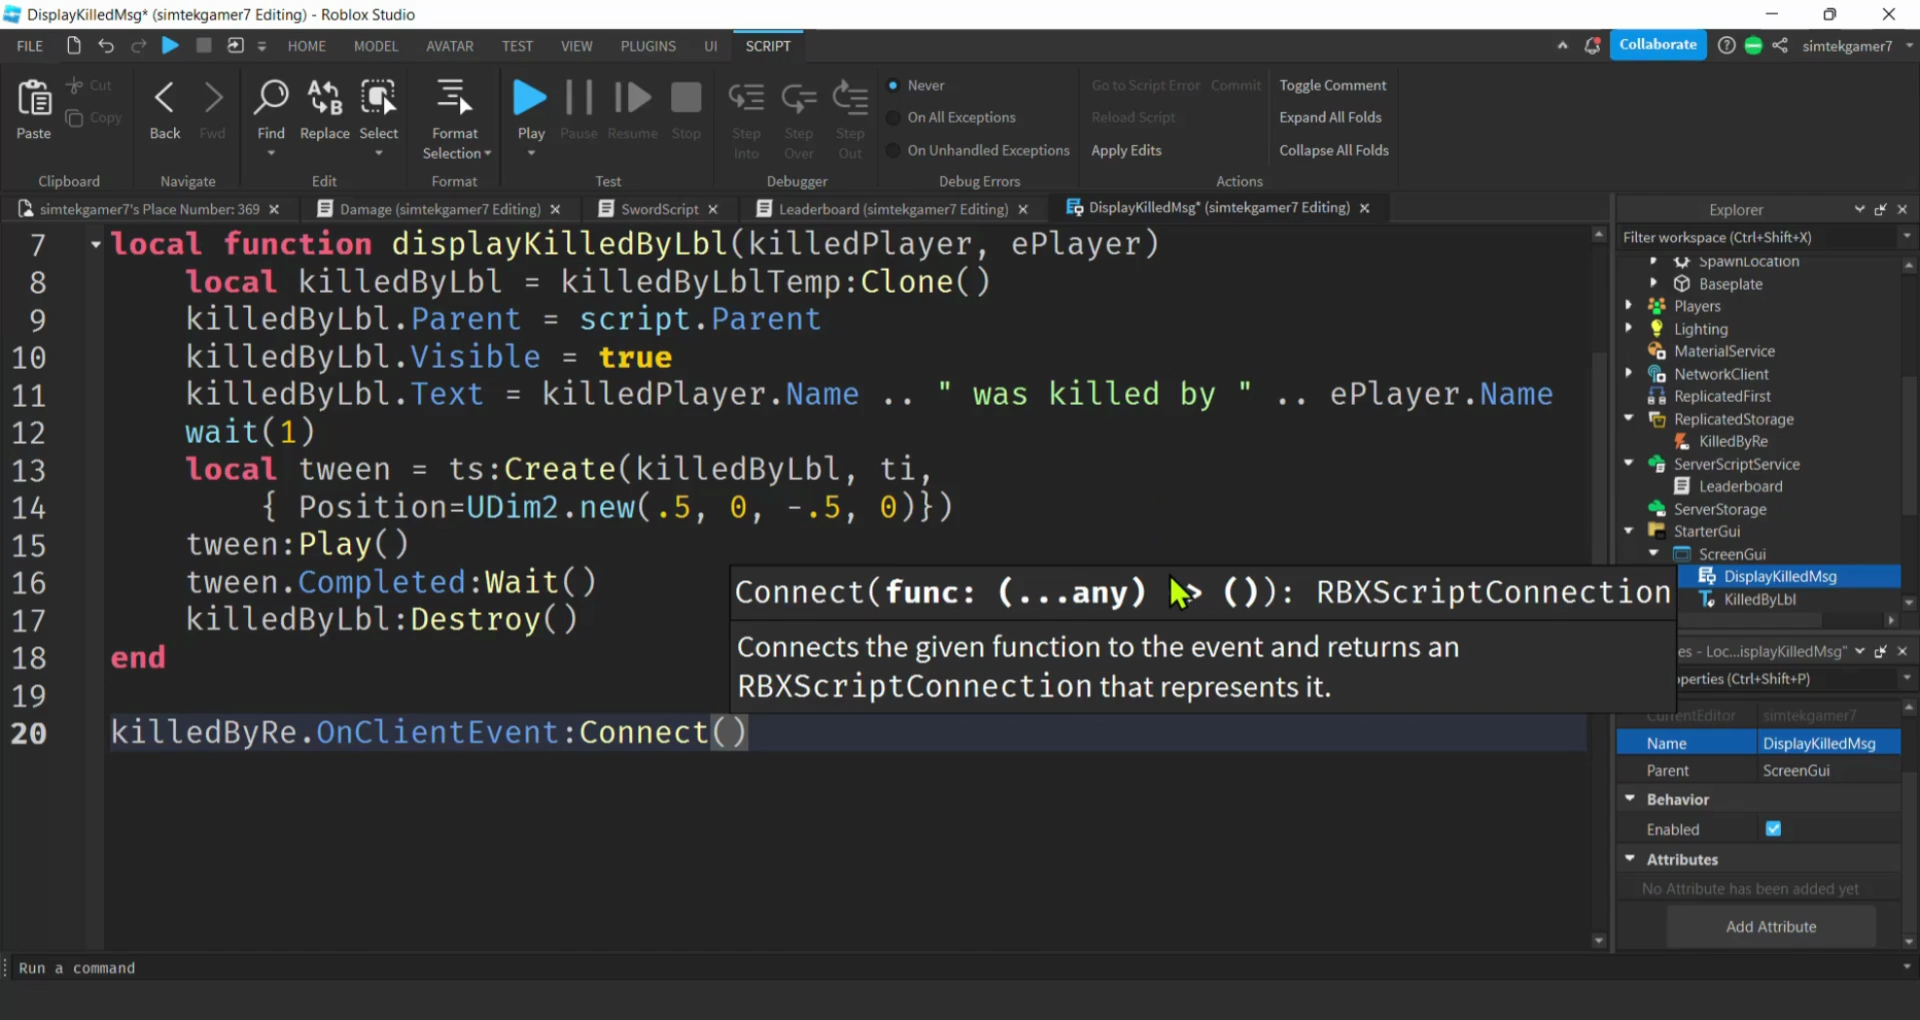 DisplayKilledMsg* (simtekgamer7 Editing) - Roblox Studio
FILE HOME MODEL AVATAR TEST VIEW PLUGINS UI SCRIPT Collaborate simtekgamer7
Paste Cut Copy
Back Fwd
Find Replace Select
Format Selection
Play Pause Resume Stop
Step Into Step Over Step Out
Never
On All Exceptions
On Unhandled Exceptions
Go to Script Error Commit
Reload Script
Apply Edits
Toggle Comment
Expand All Folds
Collapse All Folds
Clipboard Navigate Edit Format Test Debugger Debug Errors Actions
simtekgamer7's Place Number: 369 Damage (simtekgamer7 Editing) SwordScript Leaderboard (simtekgamer7 Editing) DisplayKilledMsg* (simtekgamer7 Editing)
7 local function displayKilledByLbl(killedPlayer, ePlayer)
8 local killedByLbl = killedByLblTemp:Clone()
9 killedByLbl.Parent = script.Parent
10 killedByLbl.Visible = true
11 killedByLbl.Text = killedPlayer.Name .. " was killed by " .. ePlayer.Name
12 wait(1)
13 local tween = ts:Create(killedByLbl, ti,
14 { Position=UDim2.new(.5, 0, -.5, 0)})
15 tween:Play()
16 tween.Completed:Wait()
17 killedByLbl:Destroy()
18 end
19
20 killedByRe.OnClientEvent:Connect()
Connect(func: (...any) -> ()): RBXScriptConnection
Connects the given function to the event and returns an
RBXScriptConnection that represents it.
Explorer
Filter workspace (Ctrl+Shift+X)
SpawnLocation
Baseplate
Players
Lighting
MaterialService
NetworkClient
ReplicatedFirst
ReplicatedStorage
KilledByRe
ServerScriptService
Leaderboard
ServerStorage
StarterGui
ScreenGui
DisplayKilledMsg
KilledByLbl
es - Loc...isplayKilledMsg"
operties (Ctrl+Shift+P)
CurrentEditor simtekgamer7
Name DisplayKilledMsg
Parent ScreenGui
Behavior
Enabled
Attributes
No Attribute has been added yet
Add Attribute
Run a command